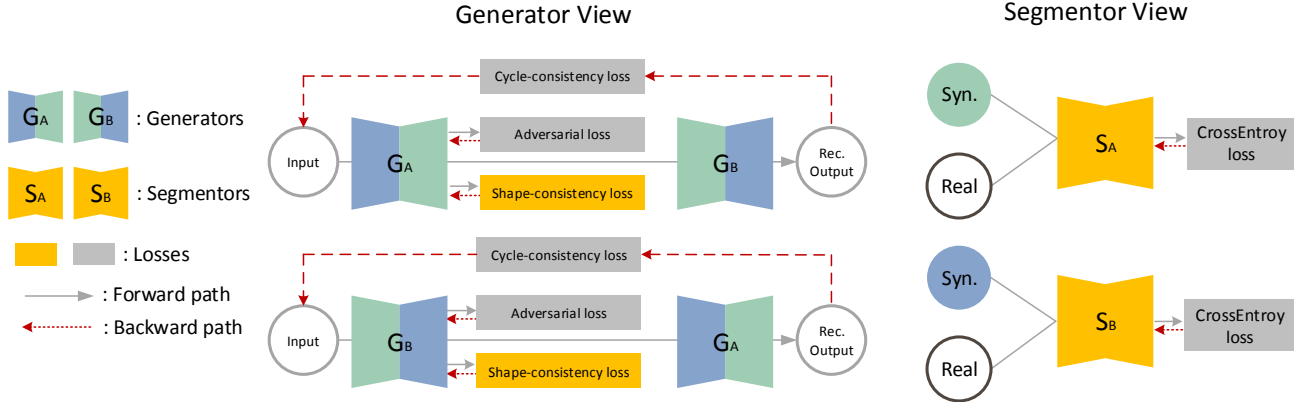 Generator View
Segmentor View
GA
GB
: Generators
SA
SB
: Segmentors
: Losses
: Forward path
: Backward path
Cycle-consistency loss
Input
GA
Adversarial loss
Shape-consistency loss
GB
Rec.
Output
Cycle-consistency loss
Input
GB
Adversarial loss
Shape-consistency loss
GA
Rec.
Output
Syn.
Real
SA
CrossEntroy
loss
Syn.
Real
SB
CrossEntroy
loss